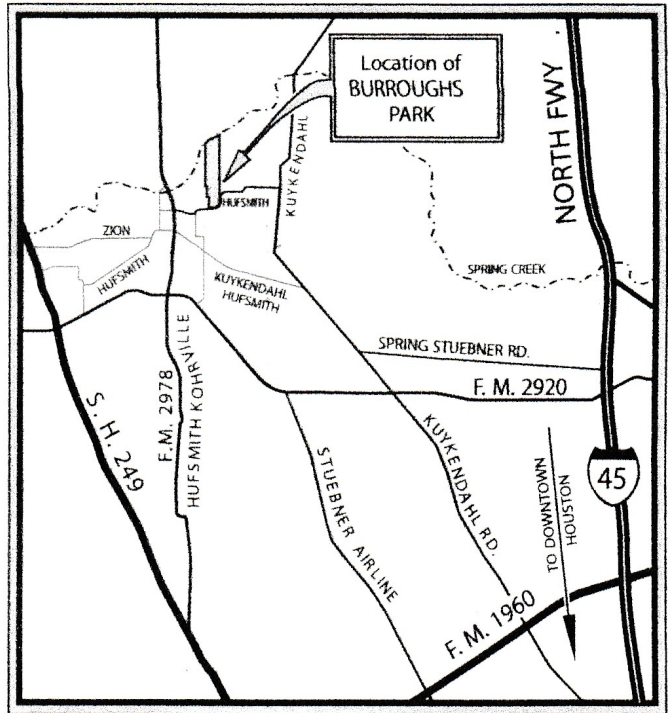 Location of
BURROUGHS
PARK
NORTH FWY
KUYKENDAHL
HUFSMITH
ZION
HUFSMITH
KUYKENDAHL
HUFSMITH
SPRING CREEK
SPRING STUEBNER RD.
F. M. 2920
S. H. 249
F.M. 2978
HUFSMITH KOHRVILLE
STUEBNER AIRLINE
KUYKENDAHL RD.
TO DOWNTOWN
HOUSTON
45
F. M. 1960